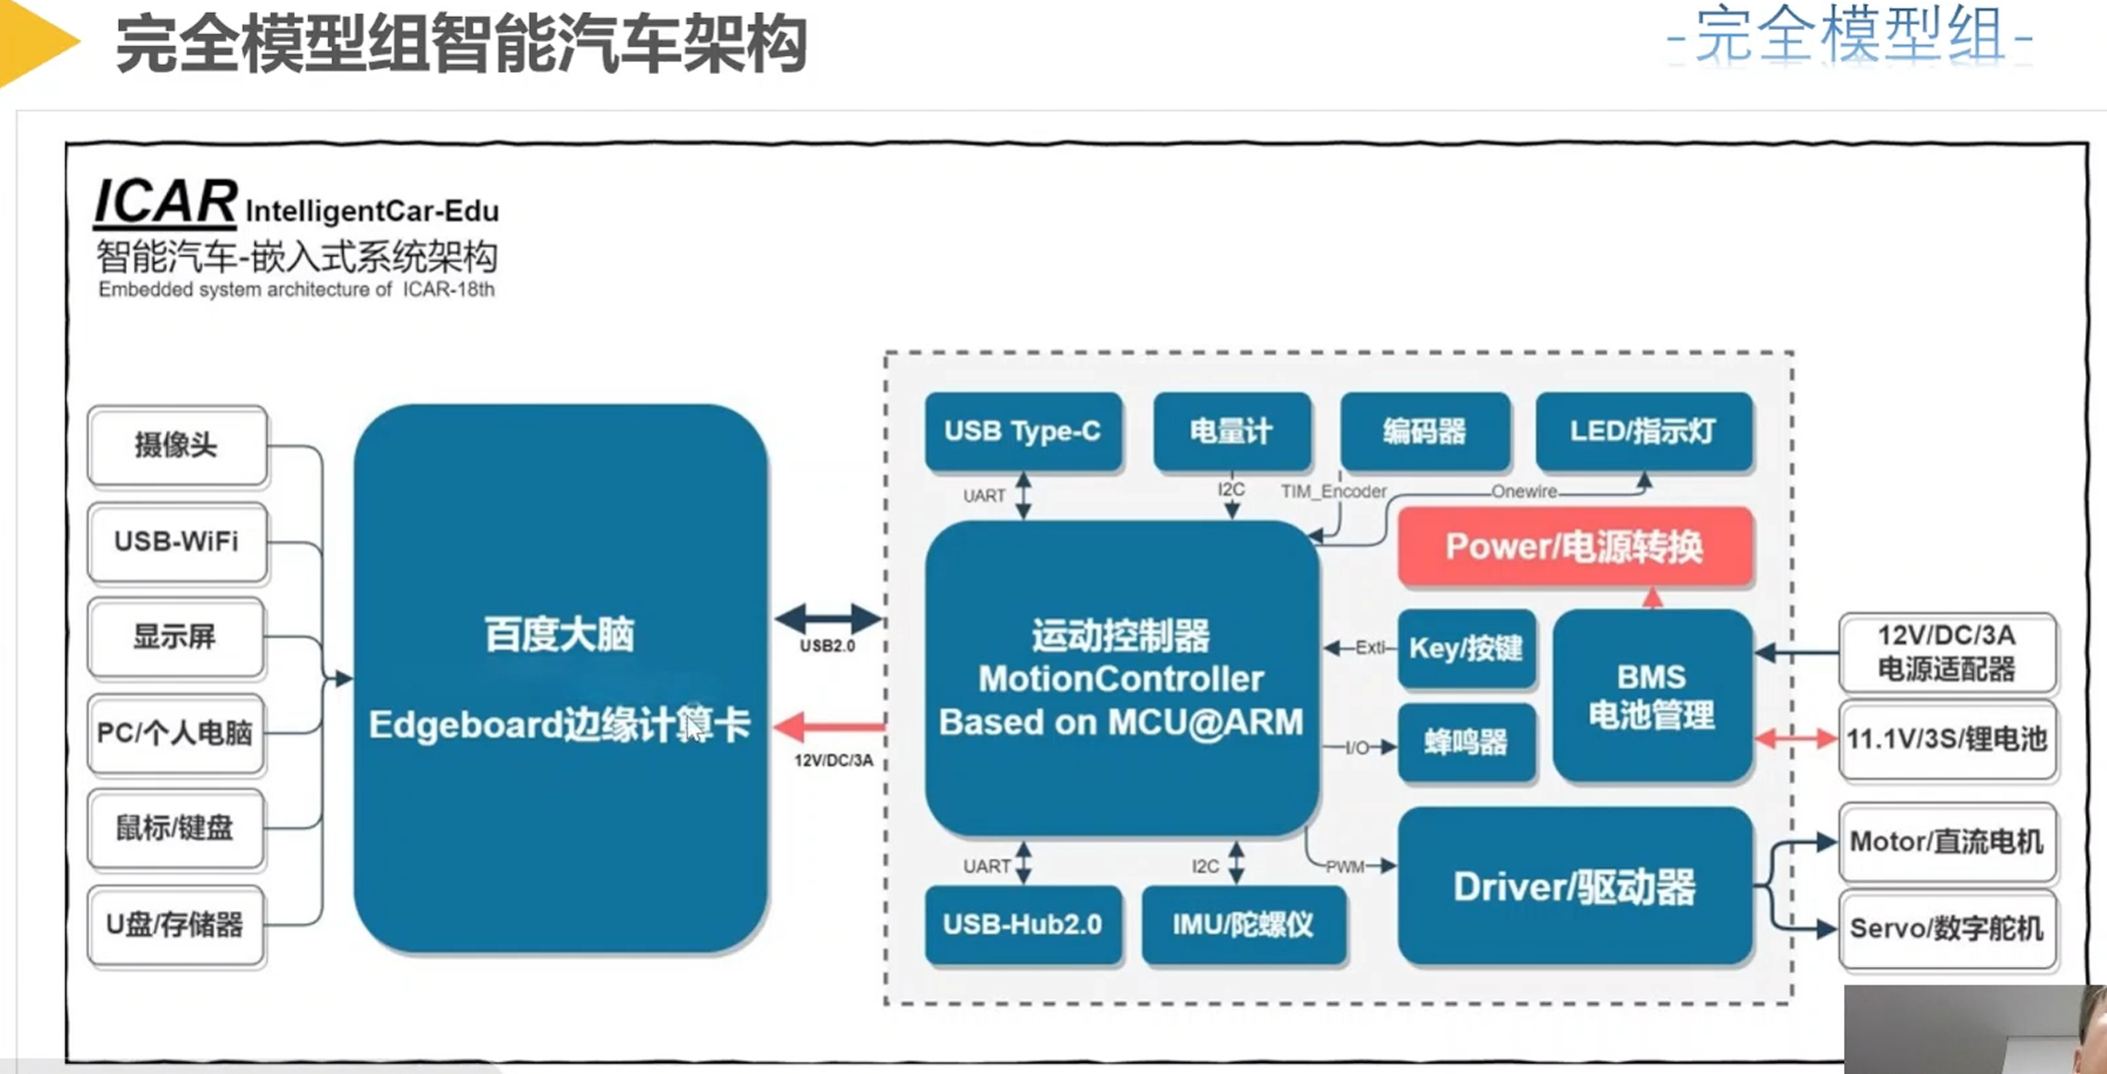 完全模型组智能汽车架构
-完全模型组-
ICAR IntelligentCar-Edu
智能汽车-嵌入式系统架构
Embedded system architecture of ICAR-18th
摄像头
USB-WiFi
显示屏
PC/个人电脑
鼠标/键盘
U盘/存储器
百度大脑
Edgeboard边缘计算卡
USB2.0
12V/DC/3A
USB Type-C
电量计
编码器
LED/指示灯
UART
I2C
TIM_Encoder
Onewire
Power/电源转换
运动控制器
MotionController
Based on MCU@ARM
Exti
Key/按键
I/O
蜂鸣器
BMS
电池管理
UART
I2C
PWM
USB-Hub2.0
IMU/陀螺仪
Driver/驱动器
12V/DC/3A
电源适配器
11.1V/3S/锂电池
Motor/直流电机
Servo/数字舵机